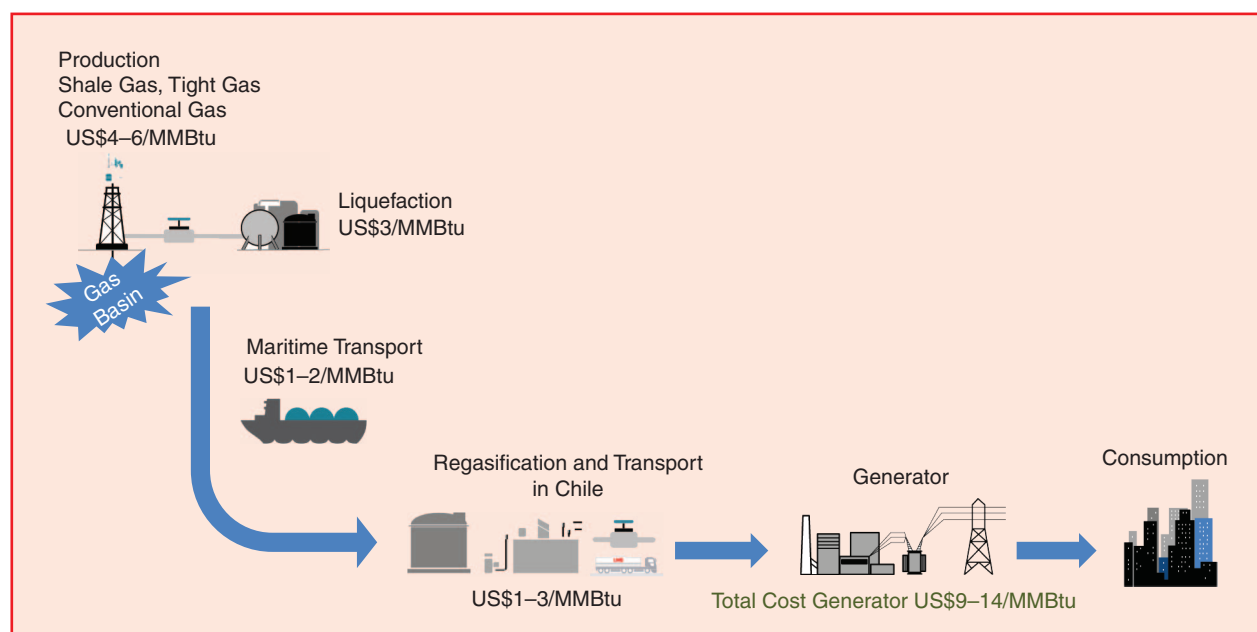 Production
Shale Gas, Tight Gas
Conventional Gas
US$4–6/MMBtu
Liquefaction
US$3/MMBtu
Gas
Basin
Maritime Transport
US$1–2/MMBtu
Regasification and Transport
in Chile
US$1–3/MMBtu
Generator
Total Cost Generator US$9–14/MMBtu
Consumption